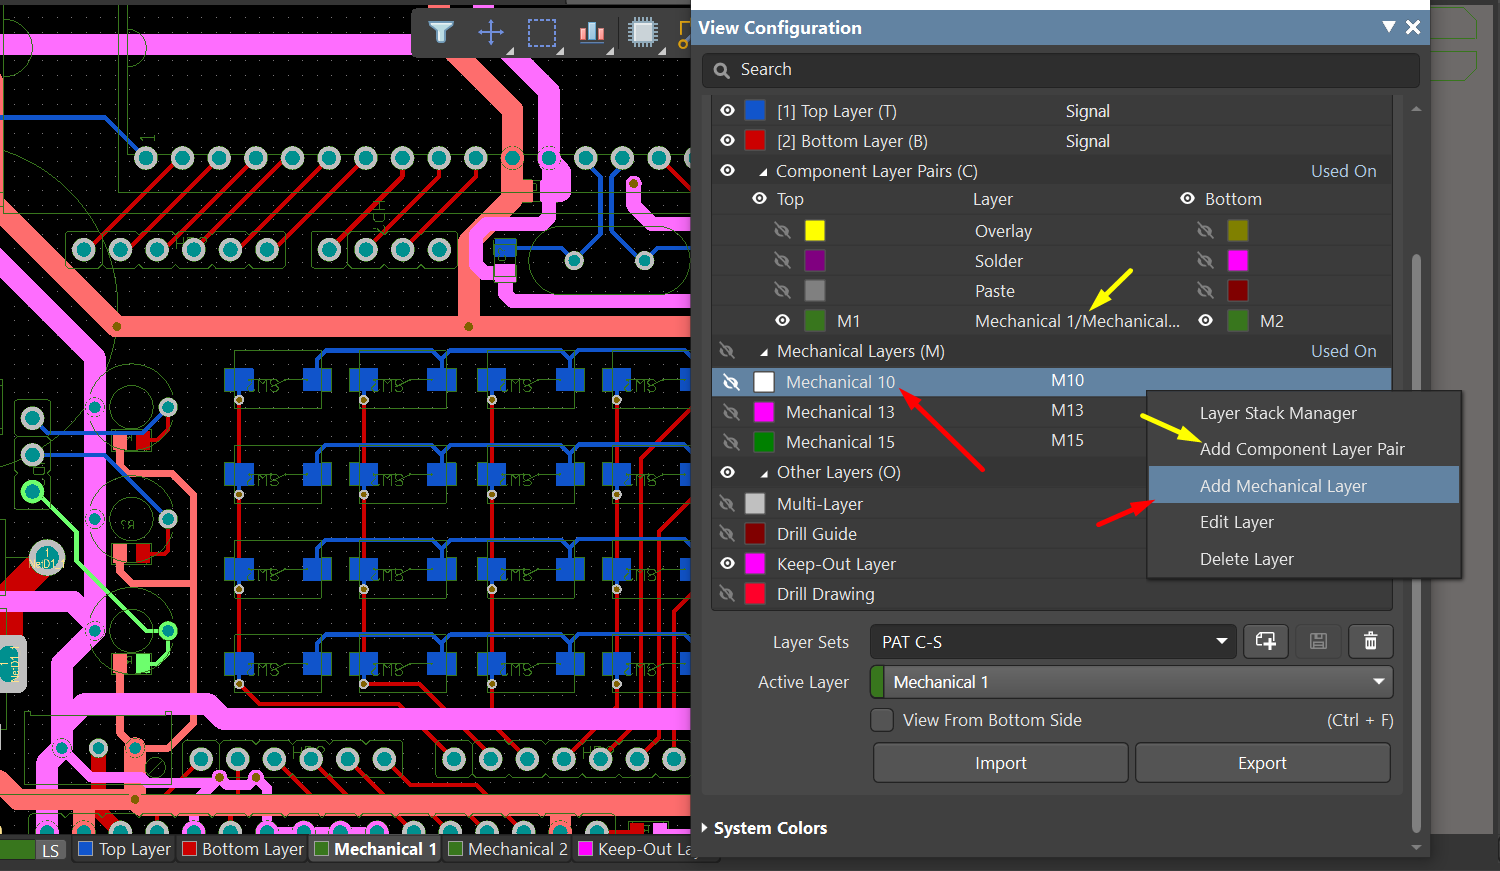 View Configuration
Search
[1] Top Layer (T) Signal
[2] Bottom Layer (B) Signal
Component Layer Pairs (C) Used On
Top Layer Bottom
Overlay
Solder
Paste
M1 Mechanical 1/Mechanical... M2
Mechanical Layers (M) Used On
Mechanical 10 M10
Mechanical 13 M13
Mechanical 15 M15
Other Layers (O)
Multi-Layer
Drill Guide
Keep-Out Layer
Drill Drawing
Layer Stack Manager
Add Component Layer Pair
Add Mechanical Layer
Edit Layer
Delete Layer
Layer Sets PAT C-S
Active Layer Mechanical 1
View From Bottom Side (Ctrl + F)
Import Export
System Colors
LS Top Layer Bottom Layer Mechanical 1 Mechanical 2 Keep-Out